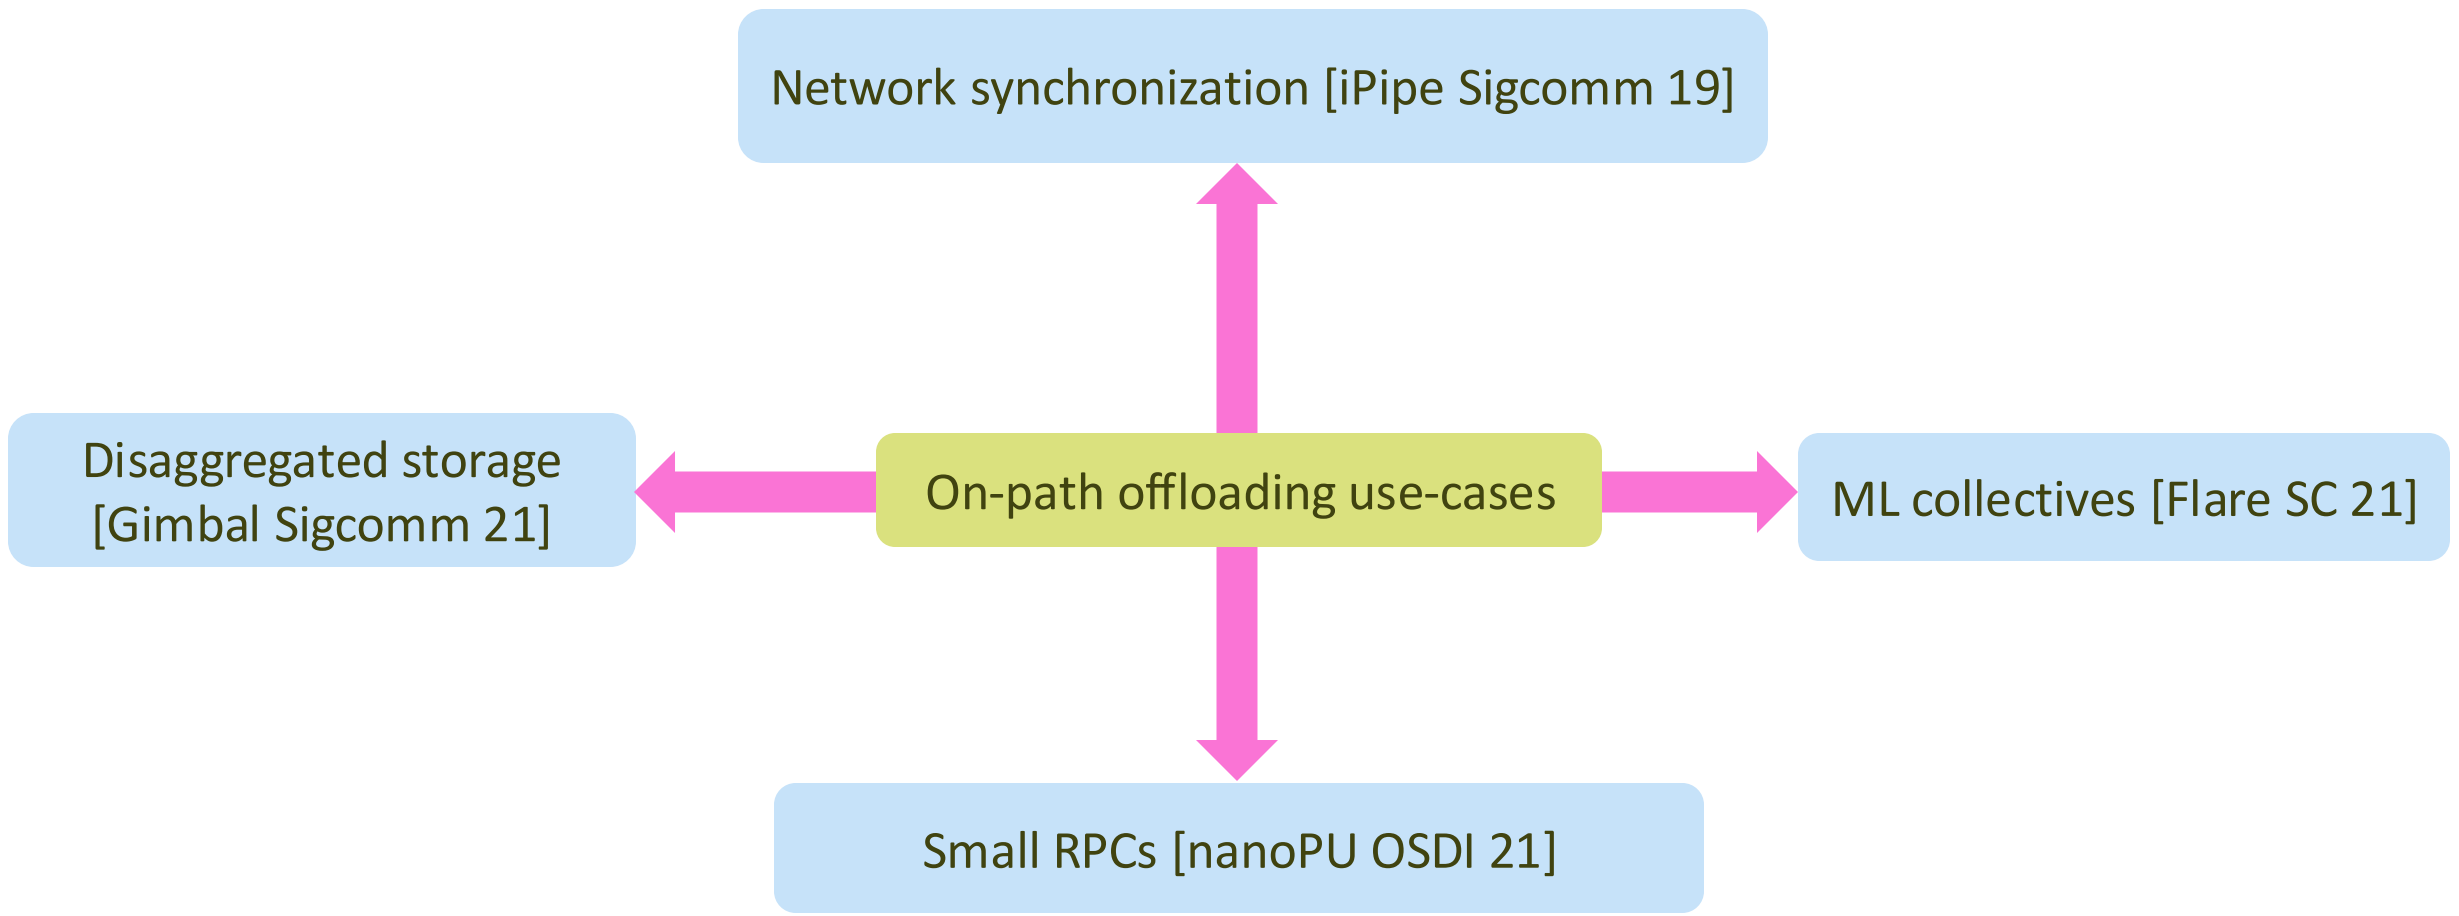 Network synchronization [iPipe Sigcomm 19]
Disaggregated storage
[Gimbal Sigcomm 21]
On-path offloading use-cases
ML collectives [Flare SC 21]
Small RPCs [nanoPU OSDI 21]